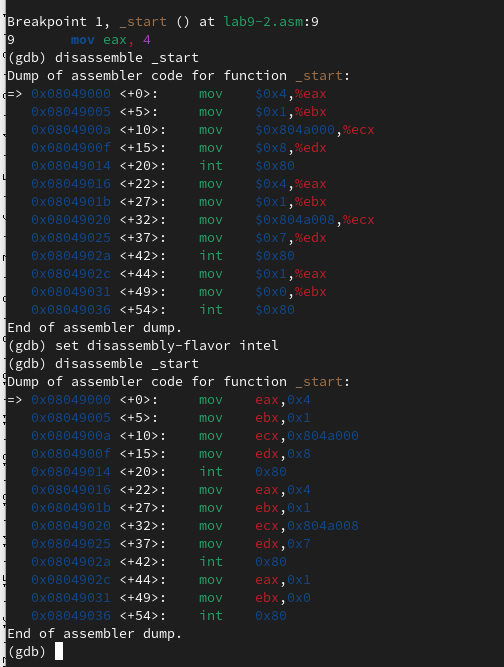 Breakpoint 1, _start () at lab9-2.asm:9
9 mov eax, 4
(gdb) disassemble _start
Dump of assembler code for function _start:
=> 0x08049000 <+0>: mov $0x4,%eax
0x08049005 <+5>: mov $0x1,%ebx
0x0804900a <+10>: mov $0x804a000,%ecx
0x0804900f <+15>: mov $0x8,%edx
0x08049014 <+20>: int $0x80
0x08049016 <+22>: mov $0x4,%eax
0x0804901b <+27>: mov $0x1,%ebx
0x08049020 <+32>: mov $0x804a008,%ecx
0x08049025 <+37>: mov $0x7,%edx
0x0804902a <+42>: int $0x80
0x0804902c <+44>: mov $0x1,%eax
0x08049031 <+49>: mov $0x0,%ebx
0x08049036 <+54>: int $0x80
End of assembler dump.
(gdb) set disassembly-flavor intel
(gdb) disassemble _start
Dump of assembler code for function _start:
=> 0x08049000 <+0>: mov eax,0x4
0x08049005 <+5>: mov ebx,0x1
0x0804900a <+10>: mov ecx,0x804a000
0x0804900f <+15>: mov edx,0x8
0x08049014 <+20>: int 0x80
0x08049016 <+22>: mov eax,0x4
0x0804901b <+27>: mov ebx,0x1
0x08049020 <+32>: mov ecx,0x804a008
0x08049025 <+37>: mov edx,0x7
0x0804902a <+42>: int 0x80
0x0804902c <+44>: mov eax,0x1
0x08049031 <+49>: mov ebx,0x0
0x08049036 <+54>: int 0x80
End of assembler dump.
(gdb)